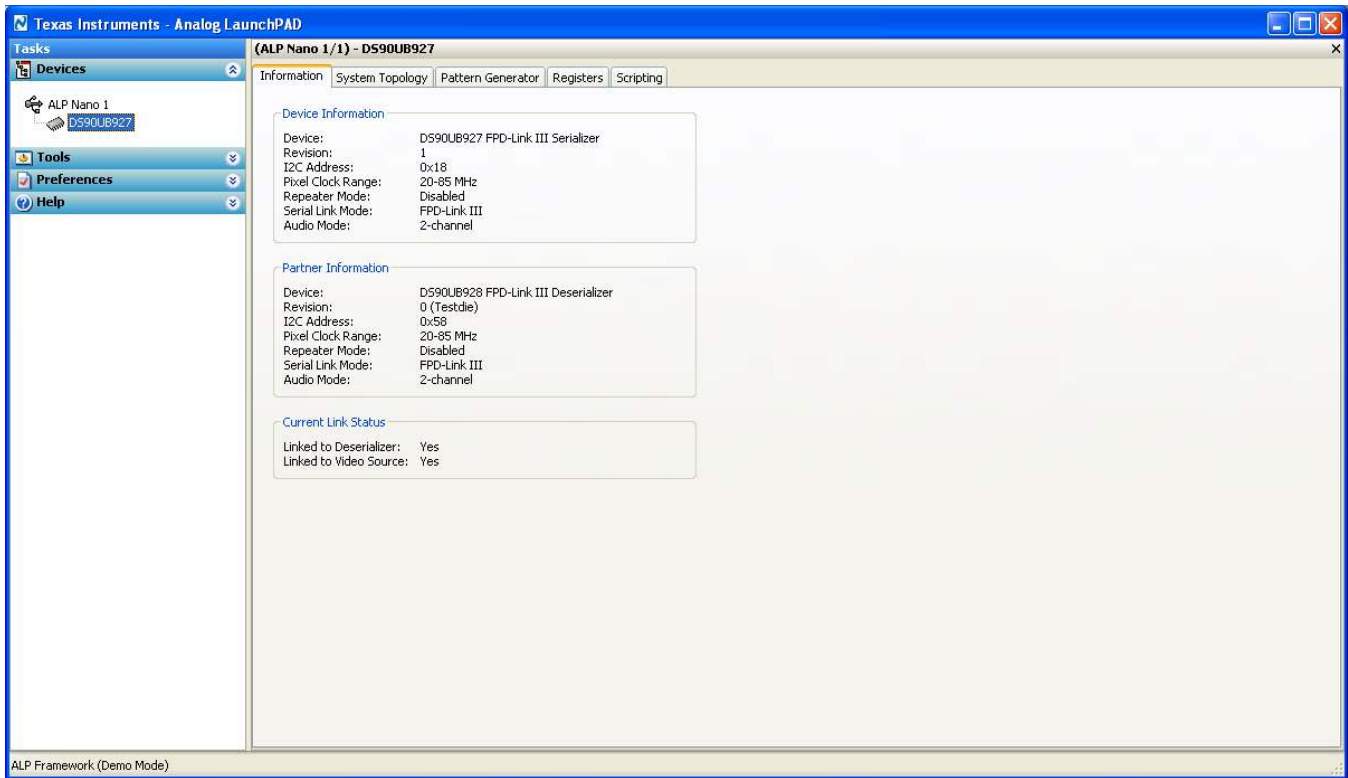 Texas Instruments - Analog LaunchPAD
Tasks
(ALP Nano 1/1) - DS90UB927
Devices
ALP Nano 1
DS90UB927
Tools
Preferences
Help
Information System Topology Pattern Generator Registers Scripting
Device Information
Device: DS90UB927 FPD-Link III Serializer
Revision: 1
I2C Address: 0x18
Pixel Clock Range: 20-85 MHz
Repeater Mode: Disabled
Serial Link Mode: FPD-Link III
Audio Mode: 2-channel
Partner Information
Device: DS90UB928 FPD-Link III Deserializer
Revision: 0 (Testdie)
I2C Address: 0x58
Pixel Clock Range: 20-85 MHz
Repeater Mode: Disabled
Serial Link Mode: FPD-Link III
Audio Mode: 2-channel
Current Link Status
Linked to Deserializer: Yes
Linked to Video Source: Yes
ALP Framework (Demo Mode)